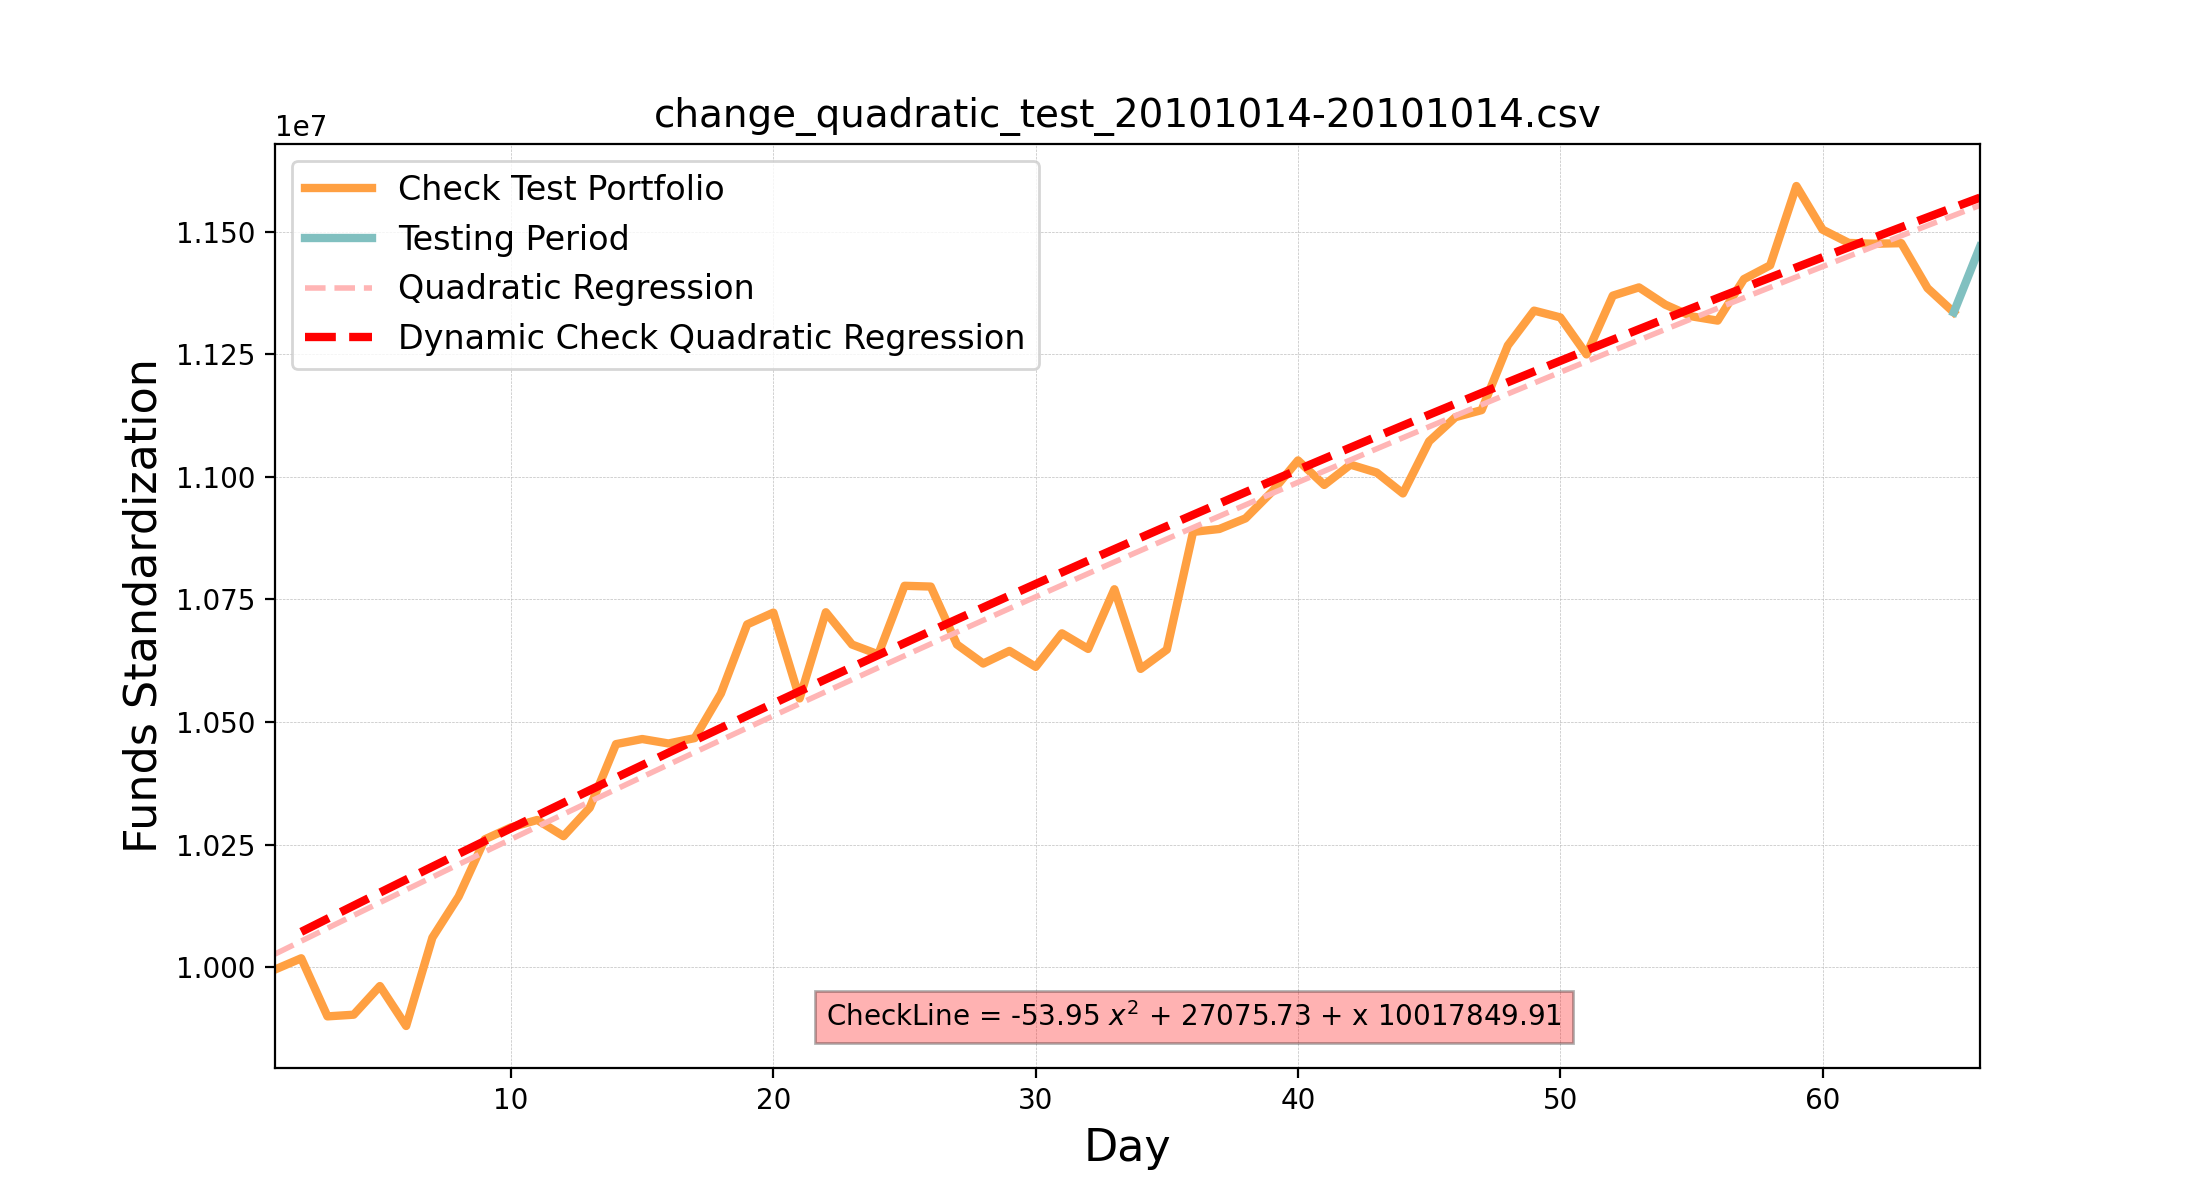 change_quadratic_test_20101014-20101014.csv
1e7
Check Test Portfolio
Testing Period
Quadratic Regression
Dynamic Check Quadratic Regression
1.150
1.125
1.100
1.075
1.050
1.025
1.000
Funds Standardization
CheckLine = -53.95 x² + 27075.73 + x 10017849.91
10 20 30 40 50 60
Day